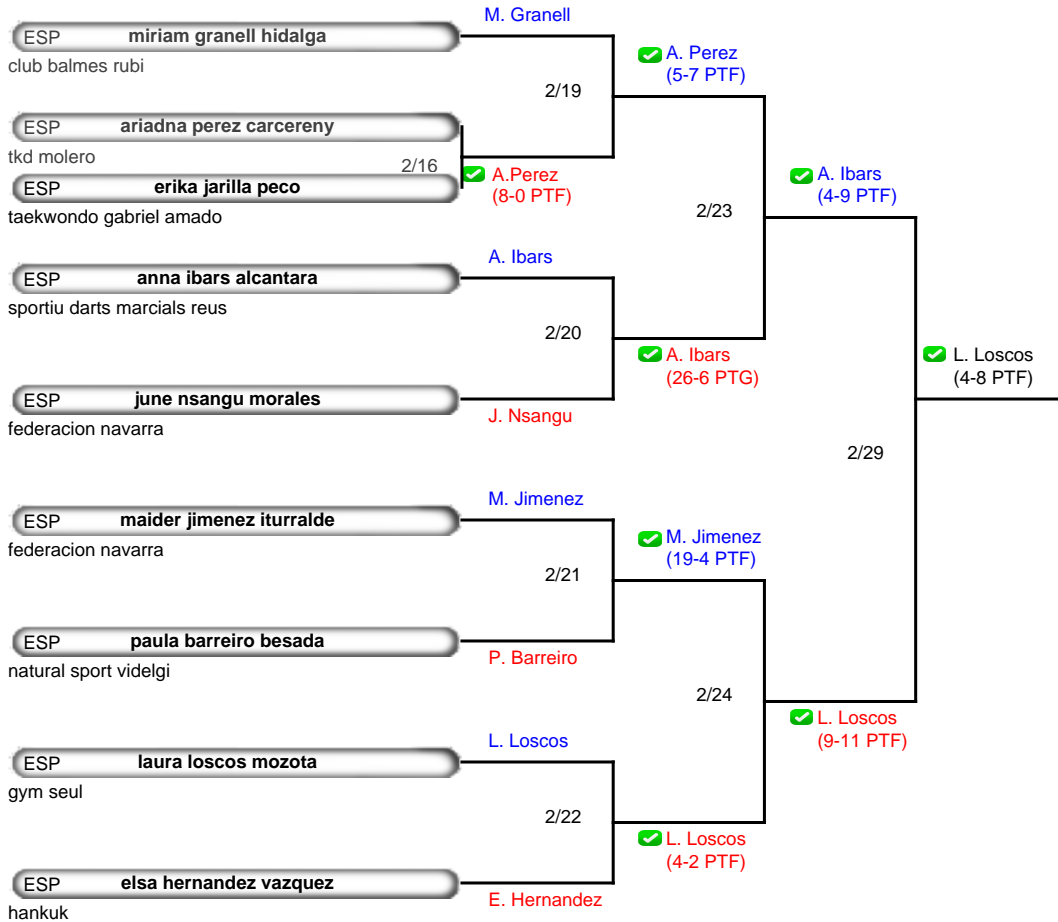 M. Granell
ESP miriam granell hidalga
club balmes rubi
A. Perez
(5-7 PTF)
2/19
ESP ariadna perez carcereny
tkd molero
2/16
A.Perez
(8-0 PTF)
ESP erika jarilla peco
taekwondo gabriel amado
A. Ibars
(4-9 PTF)
2/23
A. Ibars
ESP anna ibars alcantara
sportiu darts marcials reus
2/20
A. Ibars
(26-6 PTG)
L. Loscos
(4-8 PTF)
ESP june nsangu morales
federacion navarra
J. Nsangu
2/29
M. Jimenez
ESP maider jimenez iturralde
federacion navarra
M. Jimenez
(19-4 PTF)
2/21
ESP paula barreiro besada
natural sport videlgi
P. Barreiro
2/24
L. Loscos
(9-11 PTF)
L. Loscos
ESP laura loscos mozota
gym seul
2/22
L. Loscos
(4-2 PTF)
ESP elsa hernandez vazquez
hankuk
E. Hernandez